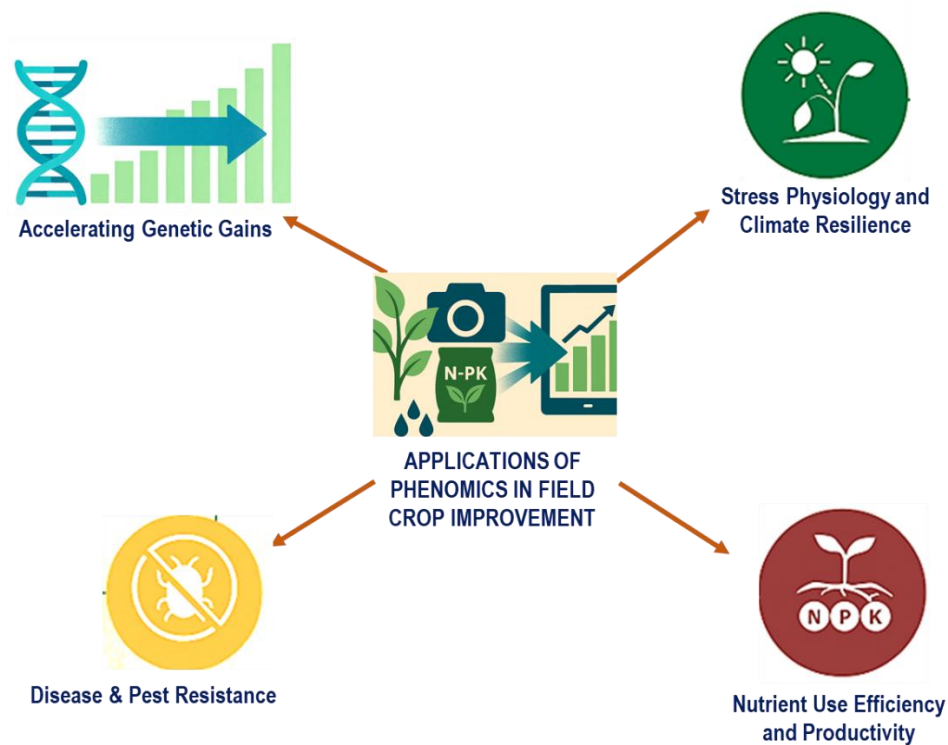 Accelerating Genetic Gains
Stress Physiology and
Climate Resilience
N-PK
APPLICATIONS OF
PHENOMICS IN FIELD
CROP IMPROVEMENT
Disease & Pest Resistance
N P K
Nutrient Use Efficiency
and Productivity